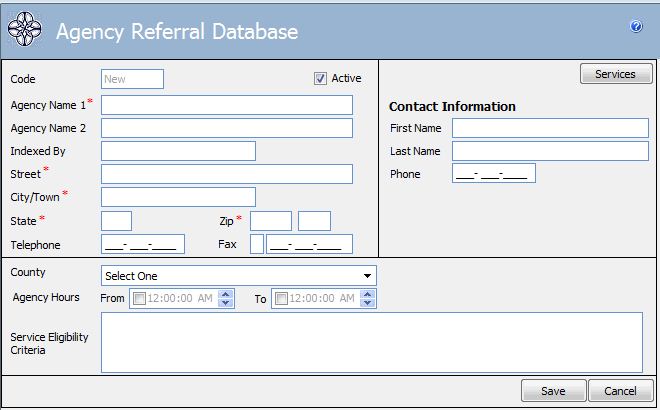 Agency Referral Database
?
Code New Active
Services
Agency Name 1*
Contact Information
Agency Name 2
First Name
Indexed By
Last Name
Street *
Phone ___-___-____
City/Town *
State * Zip *
Telephone ___-___-____ Fax ___-___-____
County Select One
Agency Hours From 12:00:00 AM To 12:00:00 AM
Service Eligibility
Criteria
Save Cancel